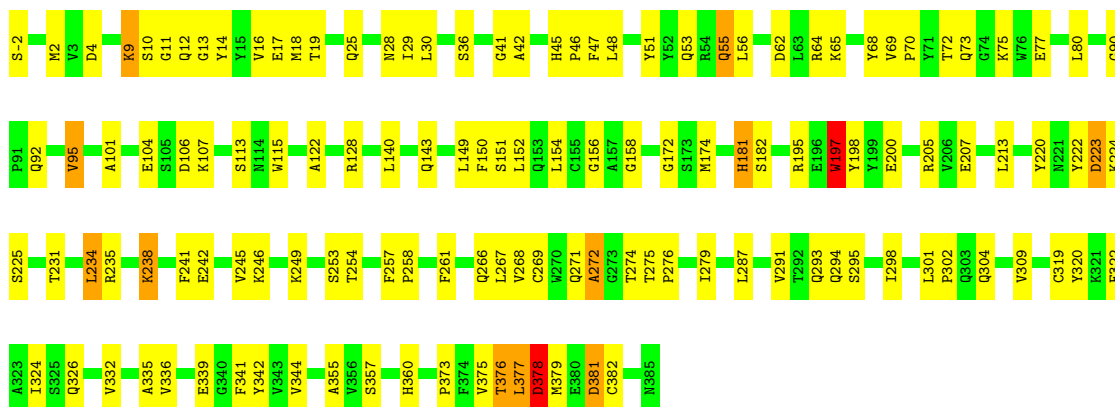 S-2 M2 V3 D4 K9 S10 G11 Q12 G13 Y14 Y15 V16 E17 M18 T19 Q25 N28 I29 L30 S36 G41 A42 H45 P46 F47 L48 Y51 Y52 Q53 R54 Q55 L56 D62 L63 R64 K65 Y68 V69 P70 Y71 T72 Q73 G74 K75 W76 E77 L80
P91 Q92 V95 A101 E104 S105 D106 K107 S113 N114 W115 A122 R128 L140 Q143 L149 F150 S151 L152 Q153 L154 C155 G156 A157 G158 G172 S173 M174 H181 S182 R195 E196 W197 Y198 Y199 E200 R205 V206 E207 L213 Y220 N221 Y222 D223
S225 T231 L234 R235 K238 F241 E242 V245 K246 K249 S253 T254 F257 P258 F261 Q266 L267 V268 C269 W270 Q271 A272 G273 T274 T275 P276 I279 L287 V291 T292 Q293 Q294 S295 I298 L301 P302 Q303 Q304 V309 C319 Y320 K321
A323 I324 S325 Q326 V332 A335 V336 E339 G340 F341 Y342 V343 V344 A355 V356 S357 H360 P373 F374 V375 T376 L377 D378 M379 E380 D381 C382 N385